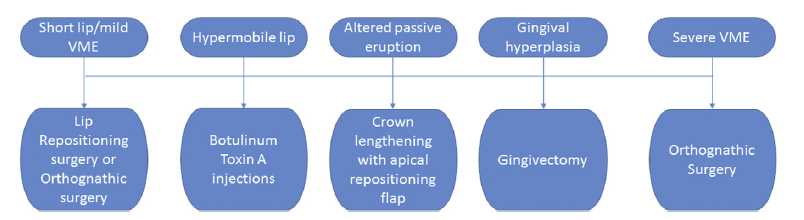 Short lip/mild
VME
Hypermobile lip
Altered passive
eruption
Gingival
hyperplasia
Severe VME
Lip
Repositioning
surgery or
Orthognathic
surgery
Botulinum
Toxin A
injections
Crown
lengthening
with apical
repositioning
flap
Gingivectomy
Orthognathic
Surgery